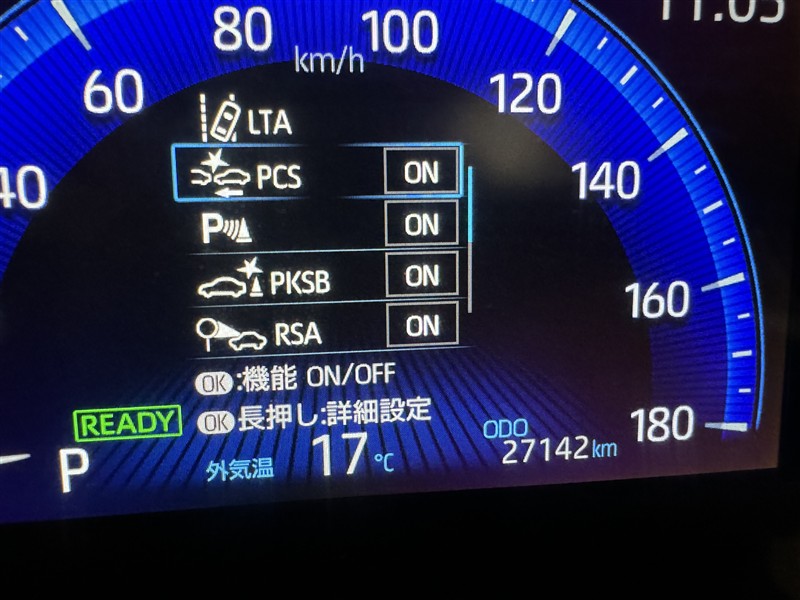 11:05
80
100
km/h
60
120
LTA
40
PCS ON
140
P ON
PKSB ON
160
RSA ON
OK:機能 ON/OFF
OK長押し:詳細設定
READY
180
P
外気温 17℃
ODO
27142km